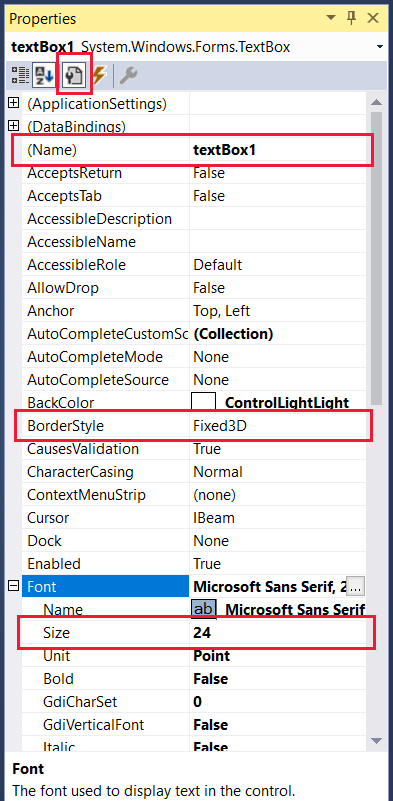 Properties
textBox1 System.Windows.Forms.TextBox
A
Z
(ApplicationSettings)
(DataBindings)
(Name) textBox1
AcceptsReturn False
AcceptsTab False
AccessibleDescription
AccessibleName
AccessibleRole Default
AllowDrop False
Anchor Top, Left
AutoCompleteCustomSc (Collection)
AutoCompleteMode None
AutoCompleteSource None
BackColor ControlLightLight
BorderStyle Fixed3D
CausesValidation True
CharacterCasing Normal
ContextMenuStrip (none)
Cursor IBeam
Dock None
Enabled True
Font Microsoft Sans Serif, 2 ...
Name ab Microsoft Sans Serif
Size 24
Unit Point
Bold False
GdiCharSet 0
GdiVerticalFont False
Italic False
Font
The font used to display text in the control.